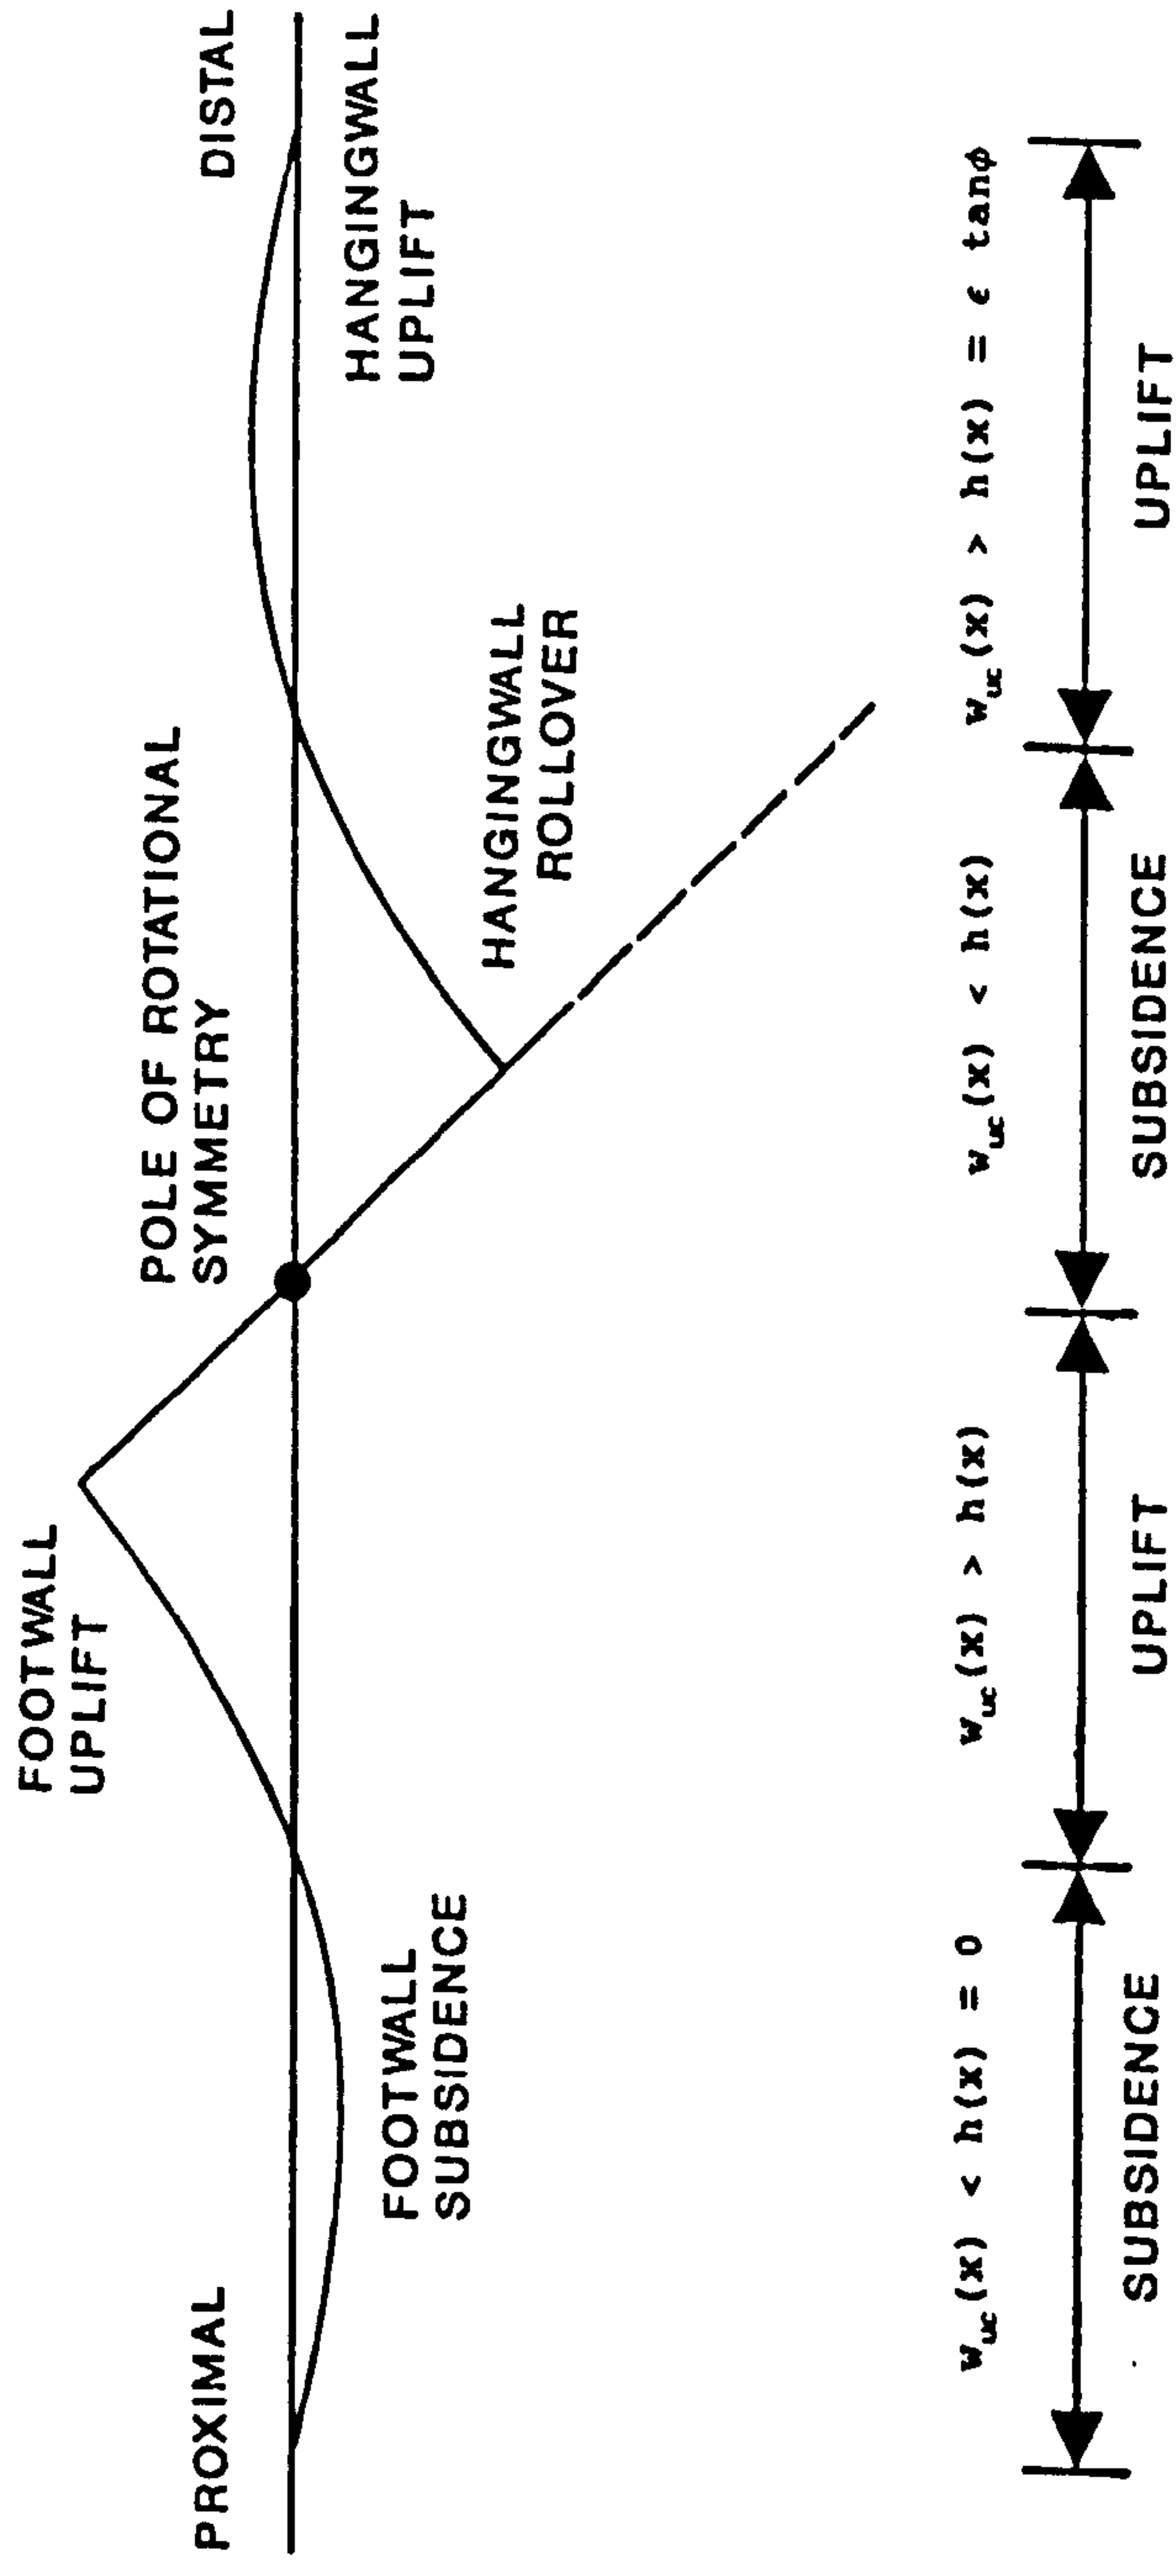 FOOTWALL
UPLIFT
POLE OF ROTATIONAL
SYMMETRY
PROXIMAL
DISTAL
FOOTWALL
SUBSIDENCE
HANGINGWALL
UPLIFT
HANGINGWALL
ROLLOVER
w_uc(x) < h(x) = 0
w_uc(x) > h(x)
w_uc(x) < h(x)
w_uc(x) > h(x) = ϵ tanϕ
SUBSIDENCE
UPLIFT
SUBSIDENCE
UPLIFT